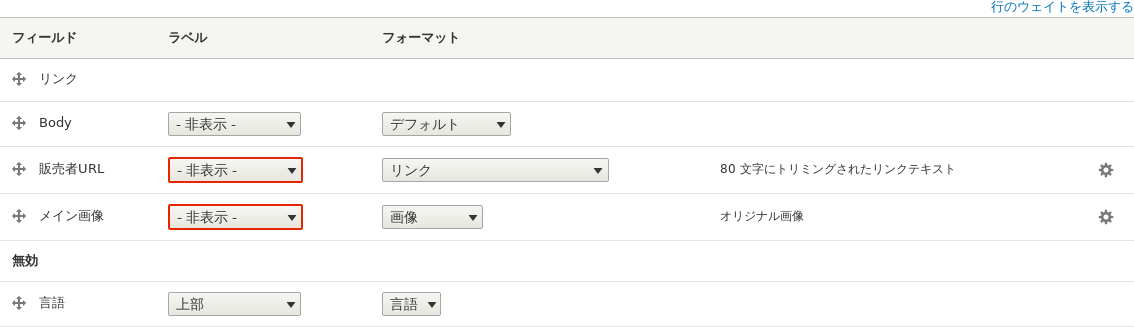 行のウェイトを表示する
フィールド ラベル フォーマット
リンク
Body - 非表示 - デフォルト
販売者URL - 非表示 - リンク 80 文字にトリミングされたリンクテキスト
メイン画像 - 非表示 - 画像 オリジナル画像
無効
言語 上部 言語